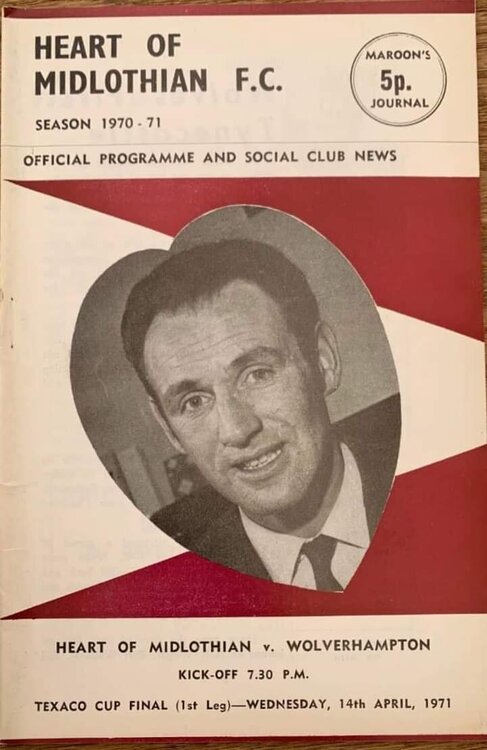 HEART OF
MIDLOTHIAN F.C.
SEASON 1970-71
MAROON'S
5p.
JOURNAL
OFFICIAL PROGRAMME AND SOCIAL CLUB NEWS
HEART OF MIDLOTHIAN v. WOLVERHAMPTON
KICK-OFF 7.30 P.M.
TEXACO CUP FINAL (1st Leg)—WEDNESDAY, 14th APRIL, 1971